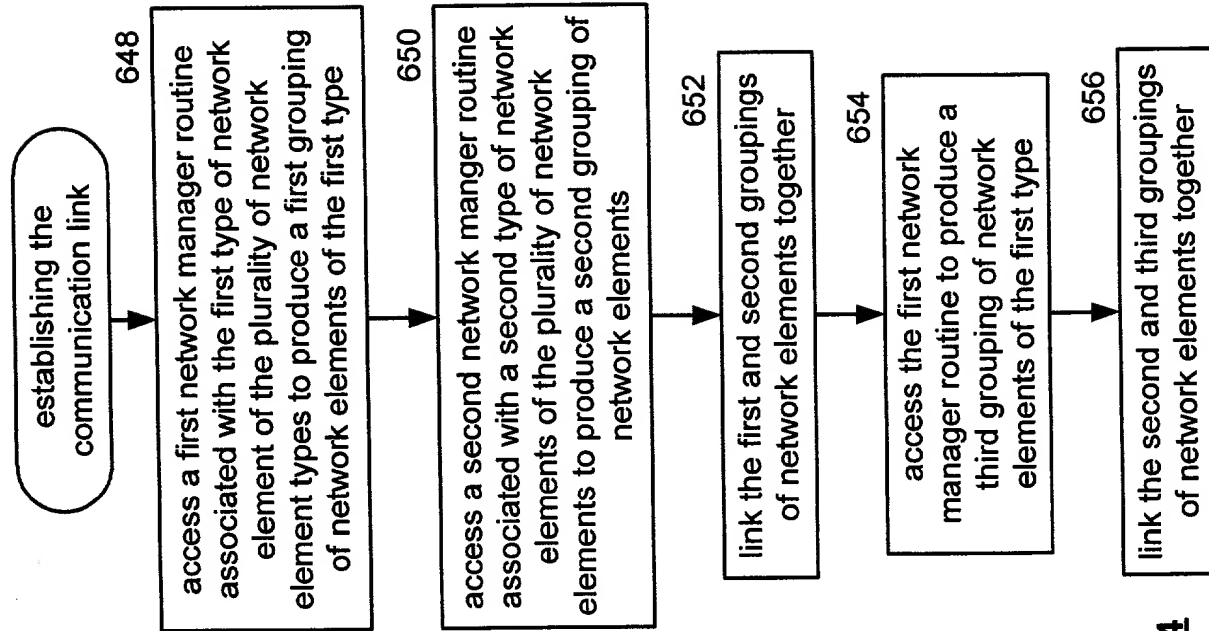 establishing the
communication link
648
access a first network manager routine
associated with the first type of network
element of the plurality of network
element types to produce a first grouping
of network elements of the first type
650
access a second network manger routine
associated with a second type of network
elements of the plurality of network
elements to produce a second grouping of
network elements
652
link the first and second groupings
of network elements together
654
access the first network
manager routine to produce a
third grouping of network
elements of the first type
656
link the second and third groupings
of network elements together